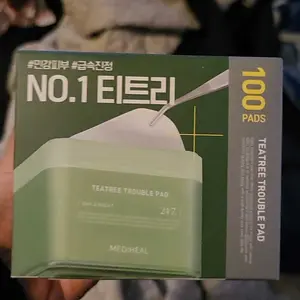 #민감피부 #급속진정
NO.1 티트리
100
PADS
TEATREE TROUBLE PAD
TEATREE TROUBLE PAD
MEDIHEAL